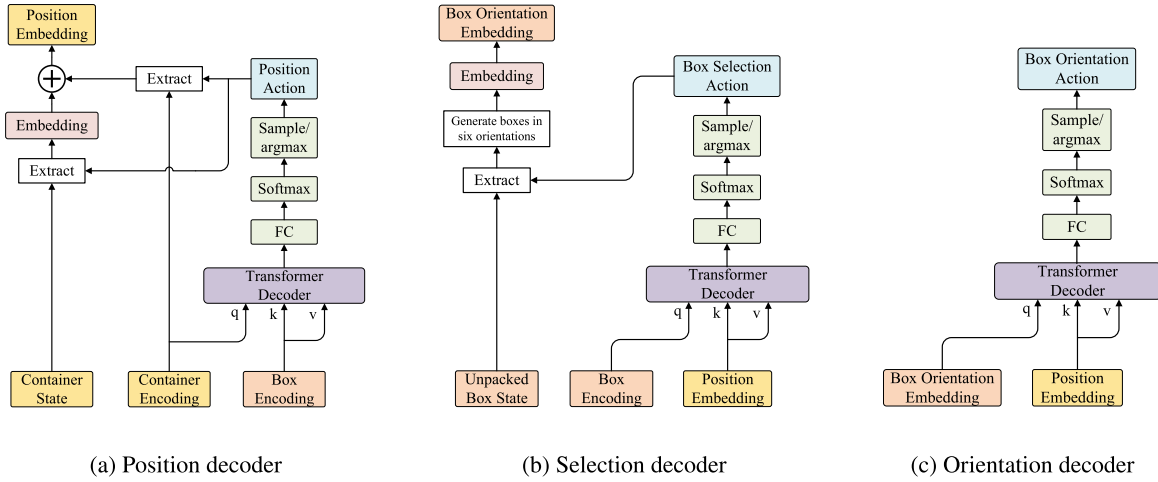 Position
Embedding
Extract
Position
Action
Embedding
Sample/
argmax
Extract
Softmax
FC
Transformer
Decoder
q
k
v
Container
State
Container
Encoding
Box
Encoding
(a) Position decoder
Box Orientation
Embedding
Embedding
Box Selection
Action
Generate boxes in
six orientations
Sample/
argmax
Extract
Softmax
FC
Transformer
Decoder
q
k
v
Unpacked
Box State
Box
Encoding
Position
Embedding
(b) Selection decoder
Box Orientation
Action
Sample/
argmax
Softmax
FC
Transformer
Decoder
q
k
v
Box Orientation
Embedding
Position
Embedding
(c) Orientation decoder